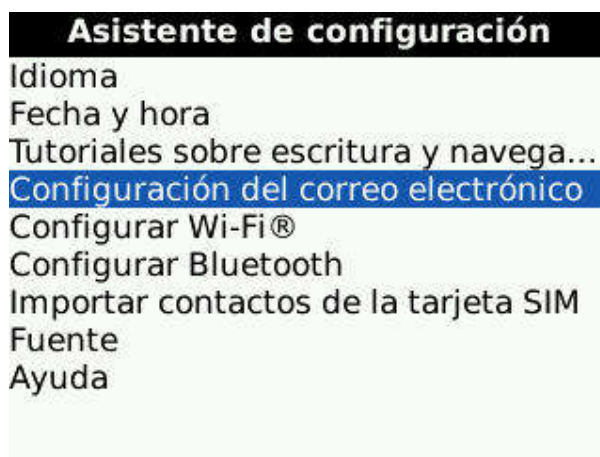 Asistente de configuración
Idioma
Fecha y hora
Tutoriales sobre escritura y navega...
Configuración del correo electrónico
Configurar Wi-Fi®
Configurar Bluetooth
Importar contactos de la tarjeta SIM
Fuente
Ayuda